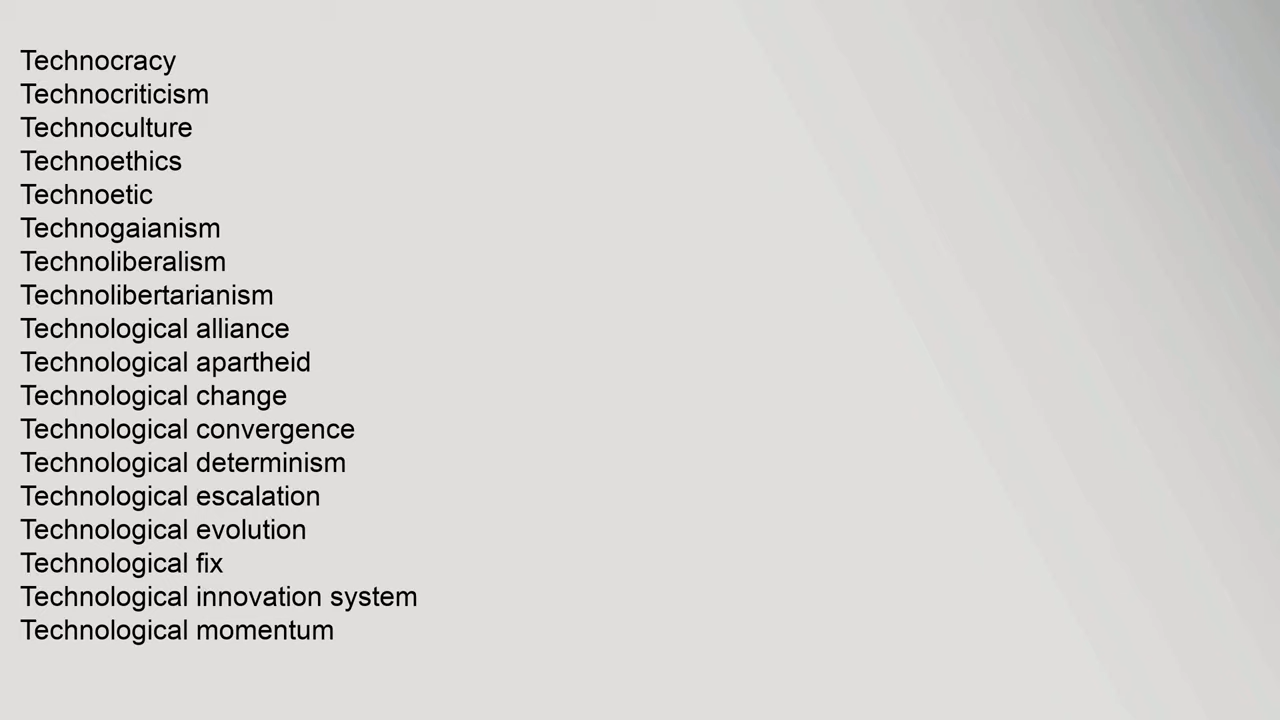 Technocracy
Technocriticism
Technoculture
Technoethics
Technoetic
Technogaianism
Technoliberalism
Technolibertarianism
Technological alliance
Technological apartheid
Technological change
Technological convergence
Technological determinism
Technological escalation
Technological evolution
Technological fix
Technological innovation system
Technological momentum